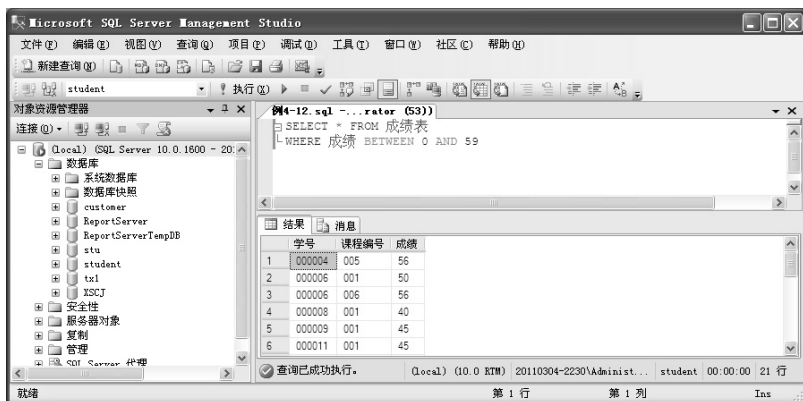 Microsoft SQL Server Management Studio
文件(F) 编辑(E) 视图(V) 查询(Q) 项目(P) 调试(D) 工具(T) 窗口(W) 社区(C) 帮助(H)
新建查询(N)
student 执行(X)
对象资源管理器
连接(O)
(local) (SQL Server 10.0.1600 - 20:
数据库
系统数据库
数据库快照
customer
ReportServer
ReportServerTempDB
stu
student
txl
XSCJ
安全性
服务器对象
复制
管理
SQL Server 代理
例4-12.sql -...rator (53))
SELECT * FROM 成绩表
WHERE 成绩 BETWEEN 0 AND 59
结果 消息
学号 课程编号 成绩
1 000004 005 56
2 000006 001 50
3 000006 006 56
4 000008 001 40
5 000009 001 45
6 000011 001 45
查询已成功执行。 (local) (10.0 RTM) 20110304-2230\Administ... student 00:00:00 21 行
就绪 第 1 行 第 1 列 Ins